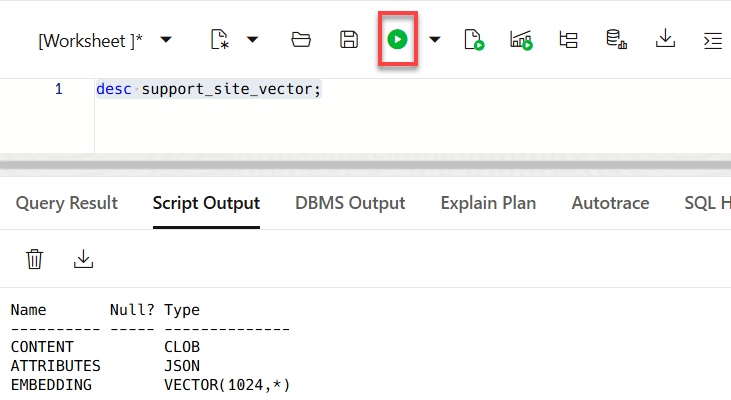 [Worksheet ]*
1 desc support_site_vector;
Query Result Script Output DBMS Output Explain Plan Autotrace SQL H
Name       Null? Type
---------- ----- --------------
CONTENT          CLOB
ATTRIBUTES       JSON
EMBEDDING        VECTOR(1024,*)